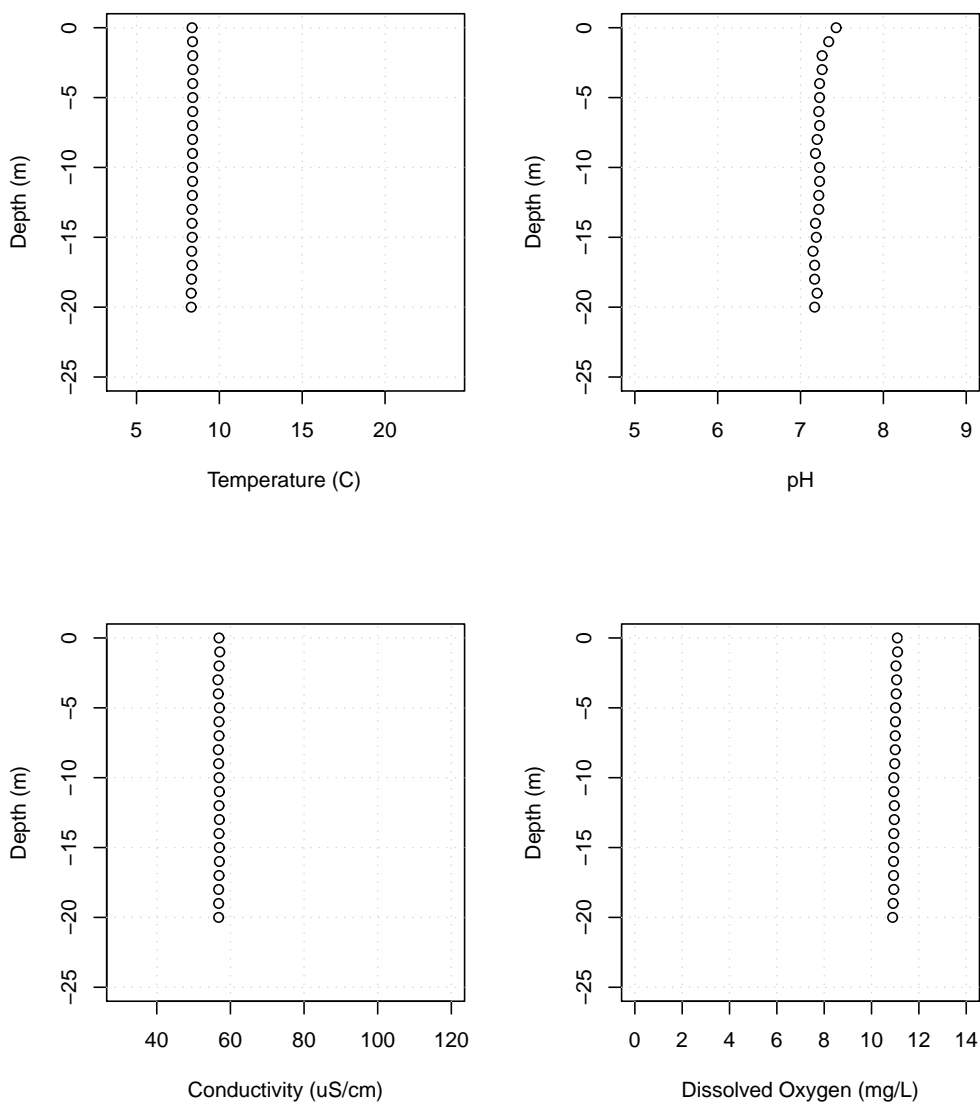 0
−5
−10
−15
−20
−25
Depth (m)
5 10 15 20
Temperature (C)
0
−5
−10
−15
−20
−25
Depth (m)
5 6 7 8 9
pH
0
−5
−10
−15
−20
−25
Depth (m)
40 60 80 100 120
Conductivity (uS/cm)
0
−5
−10
−15
−20
−25
Depth (m)
0 2 4 6 8 10 12 14
Dissolved Oxygen (mg/L)